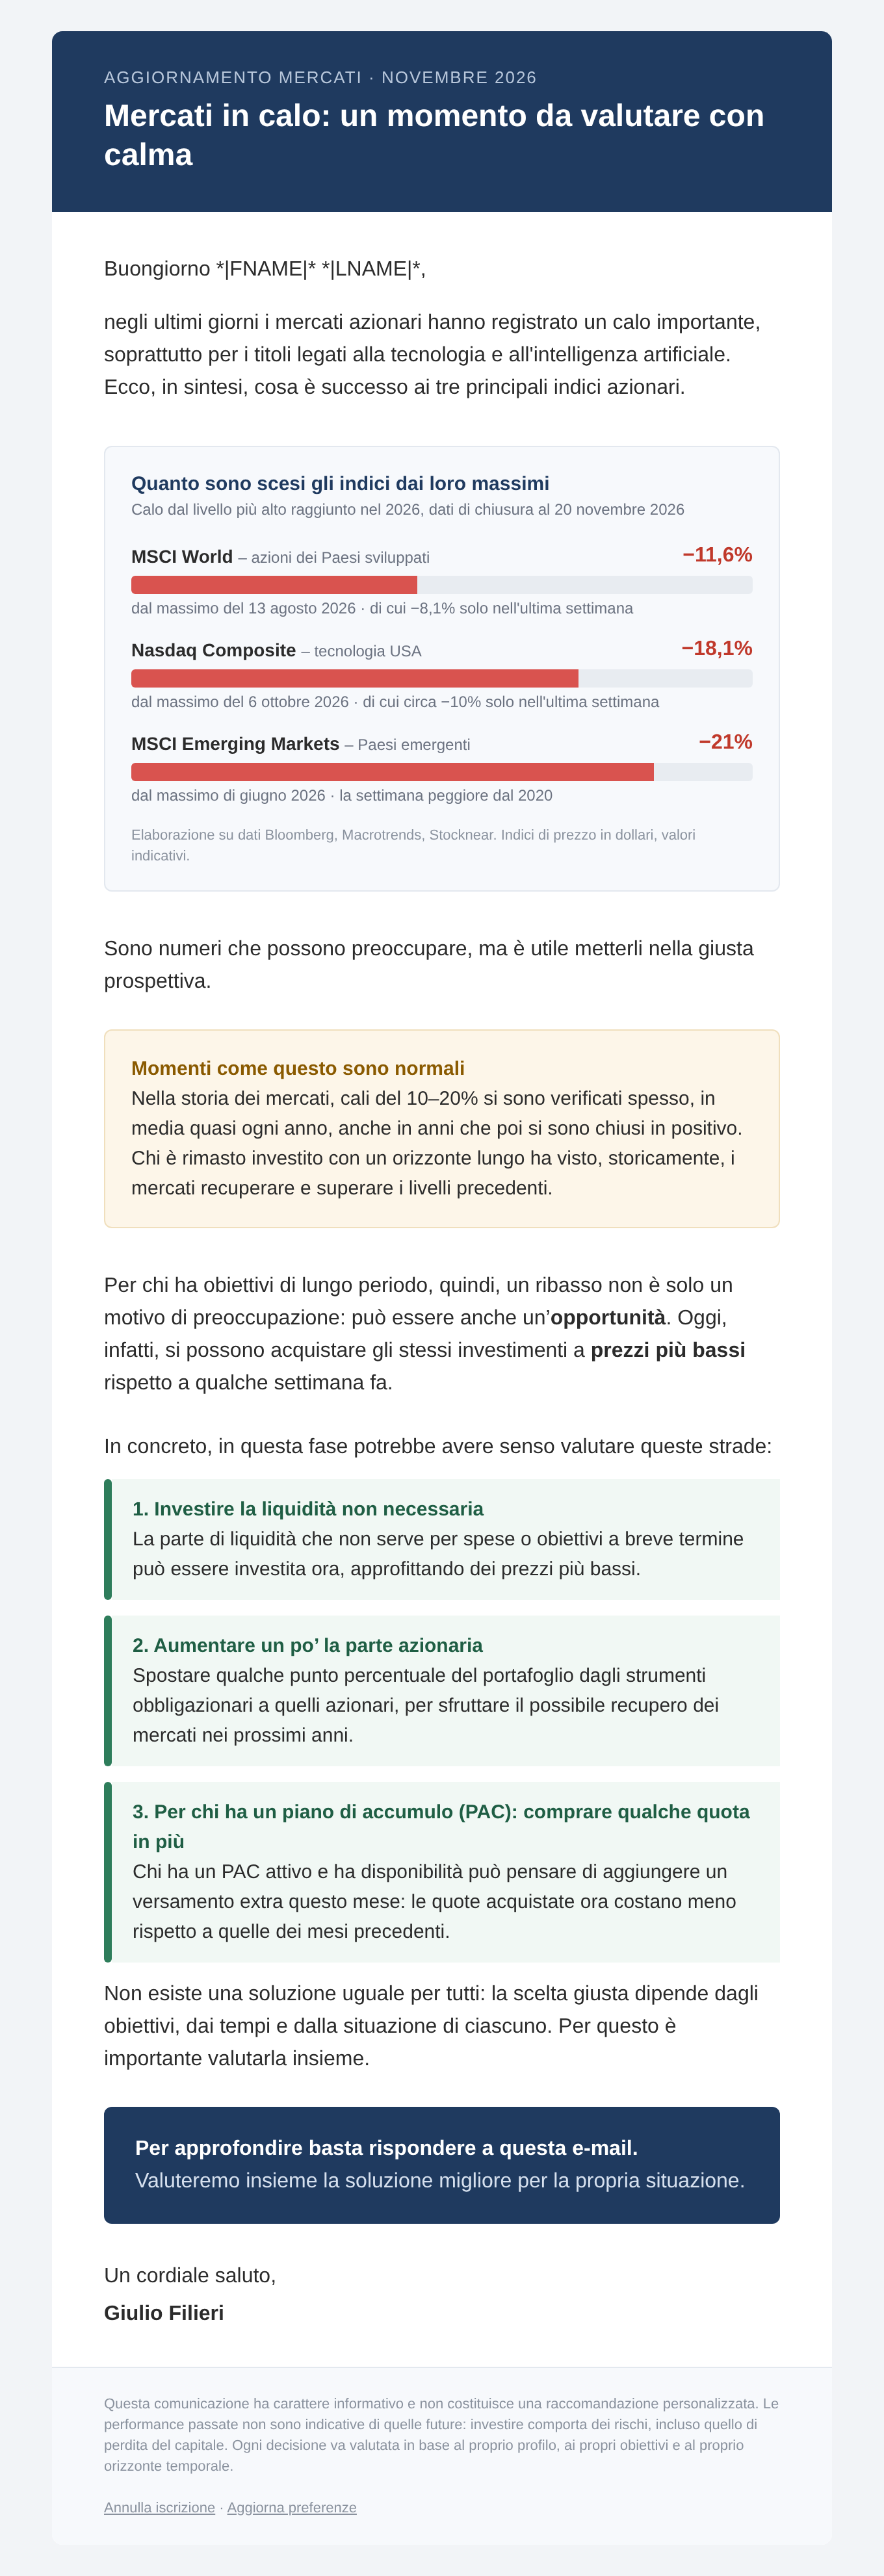 AGGIORNAMENTO MERCATI · NOVEMBRE 2026
Mercati in calo: un momento da valutare con
calma
Buongiorno *|FNAME|* *|LNAME|*,
negli ultimi giorni i mercati azionari hanno registrato un calo importante,
soprattutto per i titoli legati alla tecnologia e all'intelligenza artificiale.
Ecco, in sintesi, cosa è successo ai tre principali indici azionari.
Quanto sono scesi gli indici dai loro massimi
Calo dal livello più alto raggiunto nel 2026, dati di chiusura al 20 novembre 2026
MSCI World – azioni dei Paesi sviluppati −11,6%
dal massimo del 13 agosto 2026 · di cui −8,1% solo nell'ultima settimana
Nasdaq Composite – tecnologia USA −18,1%
dal massimo del 6 ottobre 2026 · di cui circa −10% solo nell'ultima settimana
MSCI Emerging Markets – Paesi emergenti −21%
dal massimo di giugno 2026 · la settimana peggiore dal 2020
Elaborazione su dati Bloomberg, Macrotrends, Stocknear. Indici di prezzo in dollari, valori
indicativi.
Sono numeri che possono preoccupare, ma è utile metterli nella giusta
prospettiva.
Momenti come questo sono normali
Nella storia dei mercati, cali del 10–20% si sono verificati spesso, in
media quasi ogni anno, anche in anni che poi si sono chiusi in positivo.
Chi è rimasto investito con un orizzonte lungo ha visto, storicamente, i
mercati recuperare e superare i livelli precedenti.
Per chi ha obiettivi di lungo periodo, quindi, un ribasso non è solo un
motivo di preoccupazione: può essere anche un’opportunità. Oggi,
infatti, si possono acquistare gli stessi investimenti a prezzi più bassi
rispetto a qualche settimana fa.
In concreto, in questa fase potrebbe avere senso valutare queste strade:
1. Investire la liquidità non necessaria
La parte di liquidità che non serve per spese o obiettivi a breve termine
può essere investita ora, approfittando dei prezzi più bassi.
2. Aumentare un po’ la parte azionaria
Spostare qualche punto percentuale del portafoglio dagli strumenti
obbligazionari a quelli azionari, per sfruttare il possibile recupero dei
mercati nei prossimi anni.
3. Per chi ha un piano di accumulo (PAC): comprare qualche quota
in più
Chi ha un PAC attivo e ha disponibilità può pensare di aggiungere un
versamento extra questo mese: le quote acquistate ora costano meno
rispetto a quelle dei mesi precedenti.
Non esiste una soluzione uguale per tutti: la scelta giusta dipende dagli
obiettivi, dai tempi e dalla situazione di ciascuno. Per questo è
importante valutarla insieme.
Per approfondire basta rispondere a questa e-mail.
Valuteremo insieme la soluzione migliore per la propria situazione.
Un cordiale saluto,
Giulio Filieri
Questa comunicazione ha carattere informativo e non costituisce una raccomandazione personalizzata. Le
performance passate non sono indicative di quelle future: investire comporta dei rischi, incluso quello di
perdita del capitale. Ogni decisione va valutata in base al proprio profilo, ai propri obiettivi e al proprio
orizzonte temporale.
Annulla iscrizione · Aggiorna preferenze